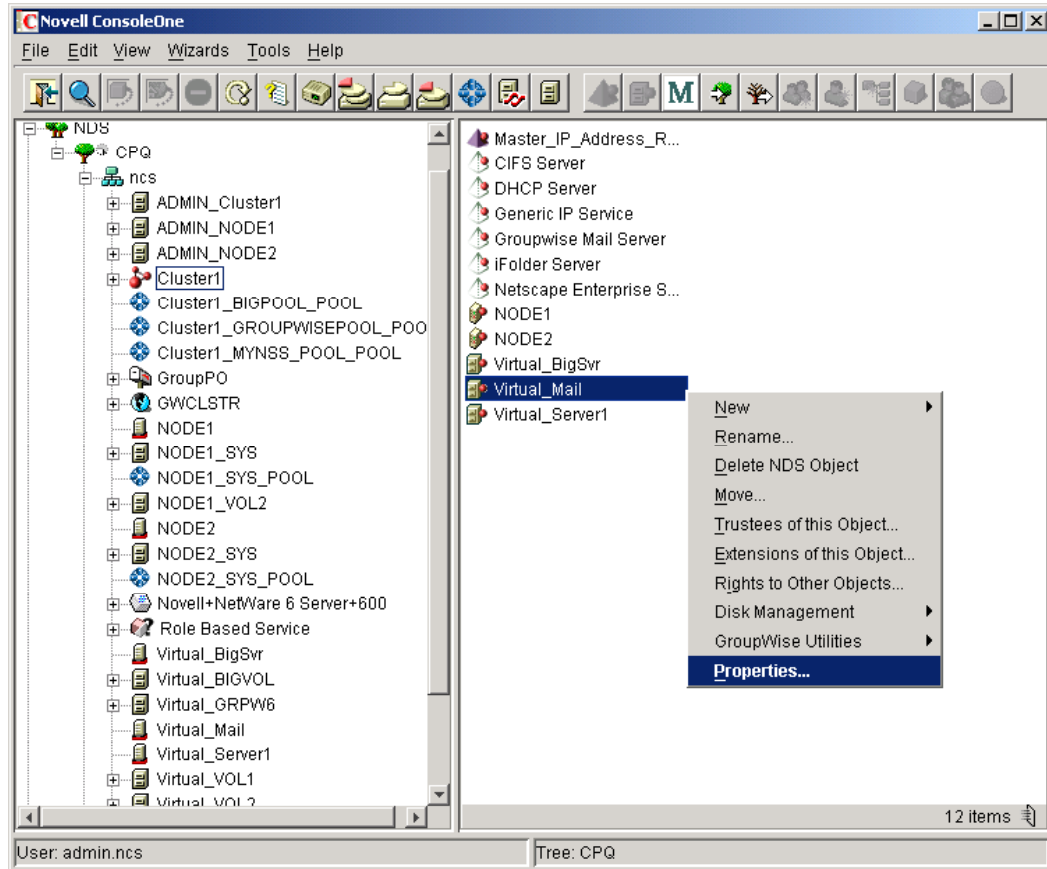 Novell ConsoleOne
File Edit View Wizards Tools Help
M
NDS
CPQ
ncs
ADMIN_Cluster1
ADMIN_NODE1
ADMIN_NODE2
Cluster1
Cluster1_BIGPOOL_POOL
Cluster1_GROUPWISEPOOL_POO
Cluster1_MYNSS_POOL_POOL
GroupPO
GWCLSTR
NODE1
NODE1_SYS
NODE1_SYS_POOL
NODE1_VOL2
NODE2
NODE2_SYS
NODE2_SYS_POOL
Novell+NetWare 6 Server+600
Role Based Service
Virtual_BigSvr
Virtual_BIGVOL
Virtual_GRPW6
Virtual_Mail
Virtual_Server1
Virtual_VOL1
Virtual_VOL2
Master_IP_Address_R...
CIFS Server
DHCP Server
Generic IP Service
Groupwise Mail Server
iFolder Server
Netscape Enterprise S...
NODE1
NODE2
Virtual_BigSvr
Virtual_Mail
Virtual_Server1
New
Rename...
Delete NDS Object
Move...
Trustees of this Object...
Extensions of this Object...
Rights to Other Objects...
Disk Management
GroupWise Utilities
Properties...
12 items
User: admin.ncs
Tree: CPQ